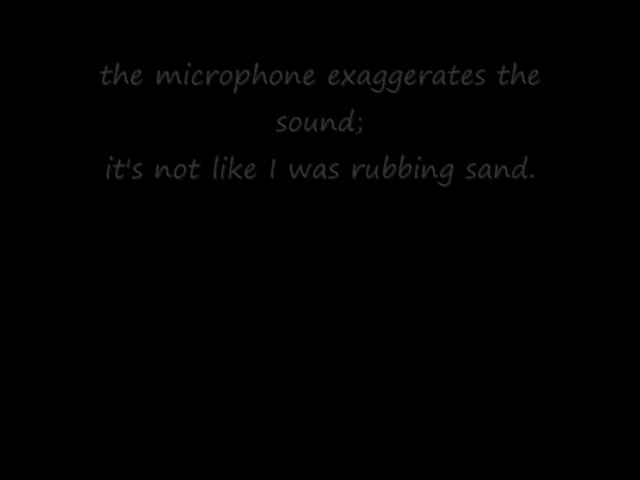 the microphone exaggerates the
sound;
it's not like I was rubbing sand.